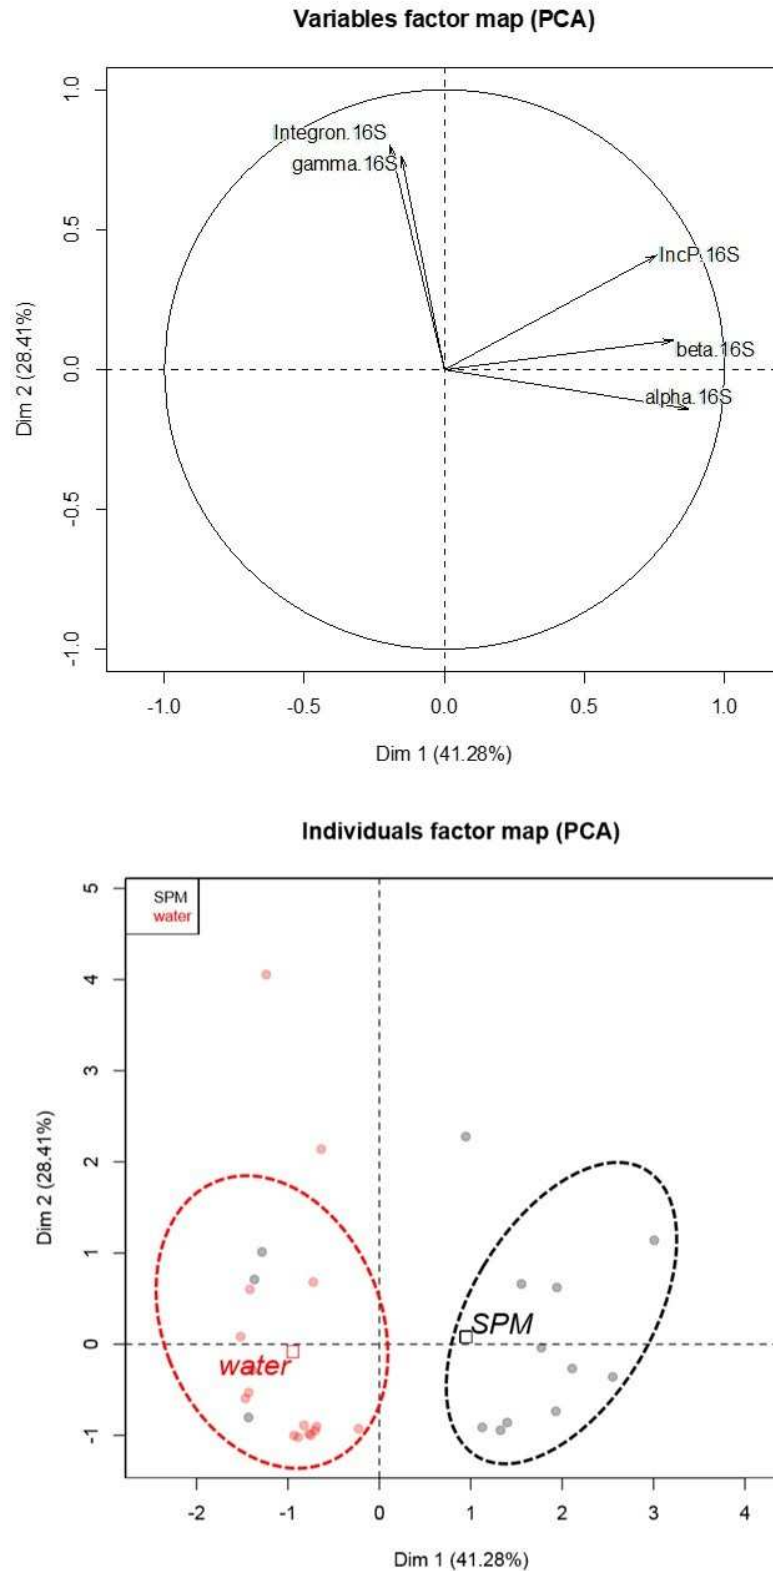 Variables factor map (PCA)
1.0
0.5
0.0
-0.5
-1.0
Dim 2 (28.41%)
Integron.16S
gamma.16S
IncP.16S
beta.16S
alpha.16S
-1.0 -0.5 0.0 0.5 1.0
Dim 1 (41.28%)
Individuals factor map (PCA)
SPM
water
5
4
3
2
1
0
-1
Dim 2 (28.41%)
SPM
water
-2 -1 0 1 2 3 4
Dim 1 (41.28%)